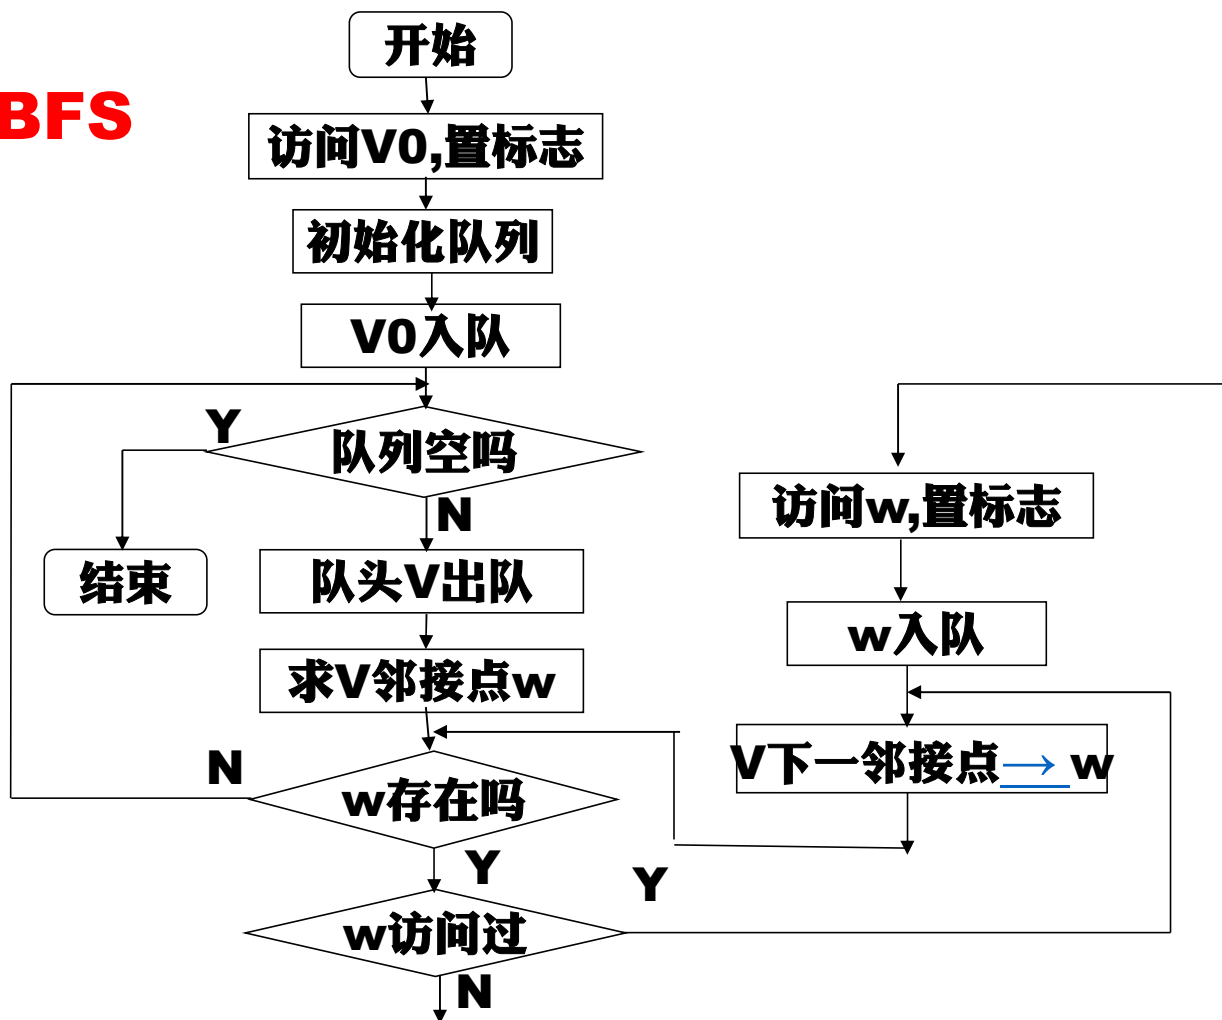 开始
BFS
访问V0,置标志
初始化队列
V0入队
Y
队列空吗
N
访问w,置标志
结束
队头V出队
w入队
求V邻接点w
V下一邻接点→w
N
w存在吗
Y
Y
w访问过
N